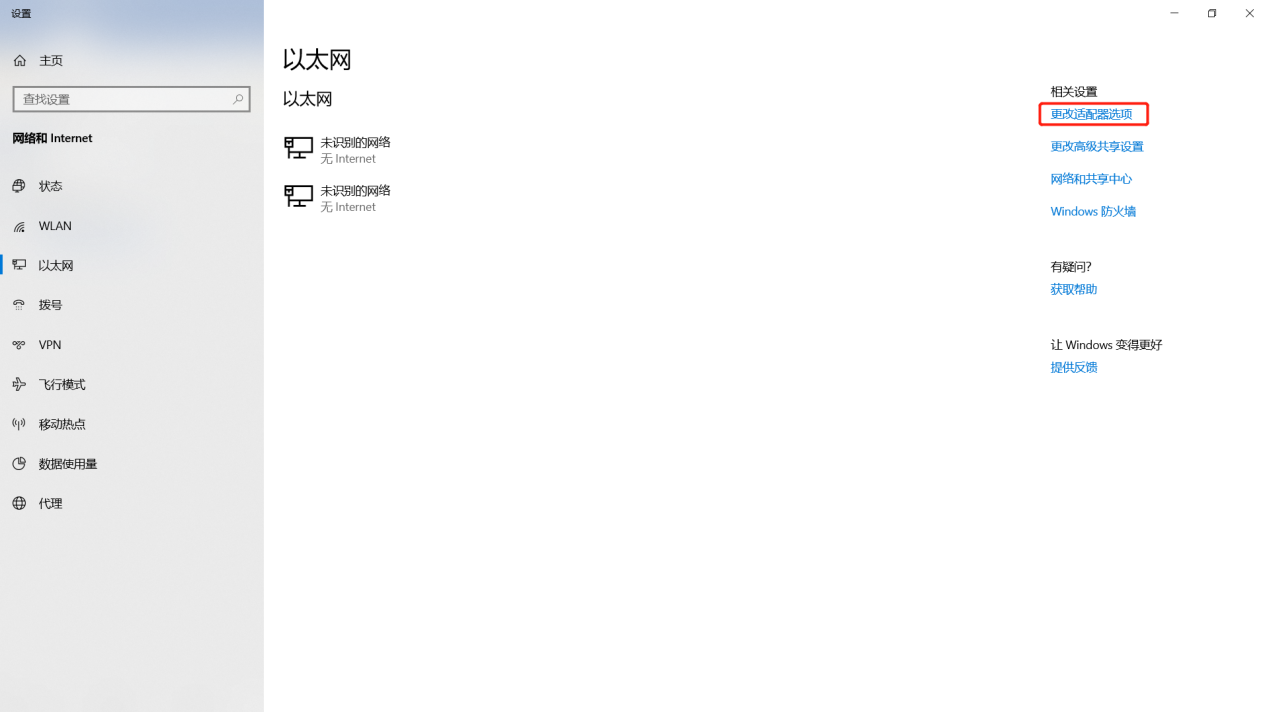 设置
主页
查找设置
网络和 Internet
状态
WLAN
以太网
拨号
VPN
飞行模式
移动热点
数据使用量
代理
以太网
以太网
未识别的网络
无 Internet
未识别的网络
无 Internet
相关设置
更改适配器选项
更改高级共享设置
网络和共享中心
Windows 防火墙
有疑问?
获取帮助
让 Windows 变得更好
提供反馈